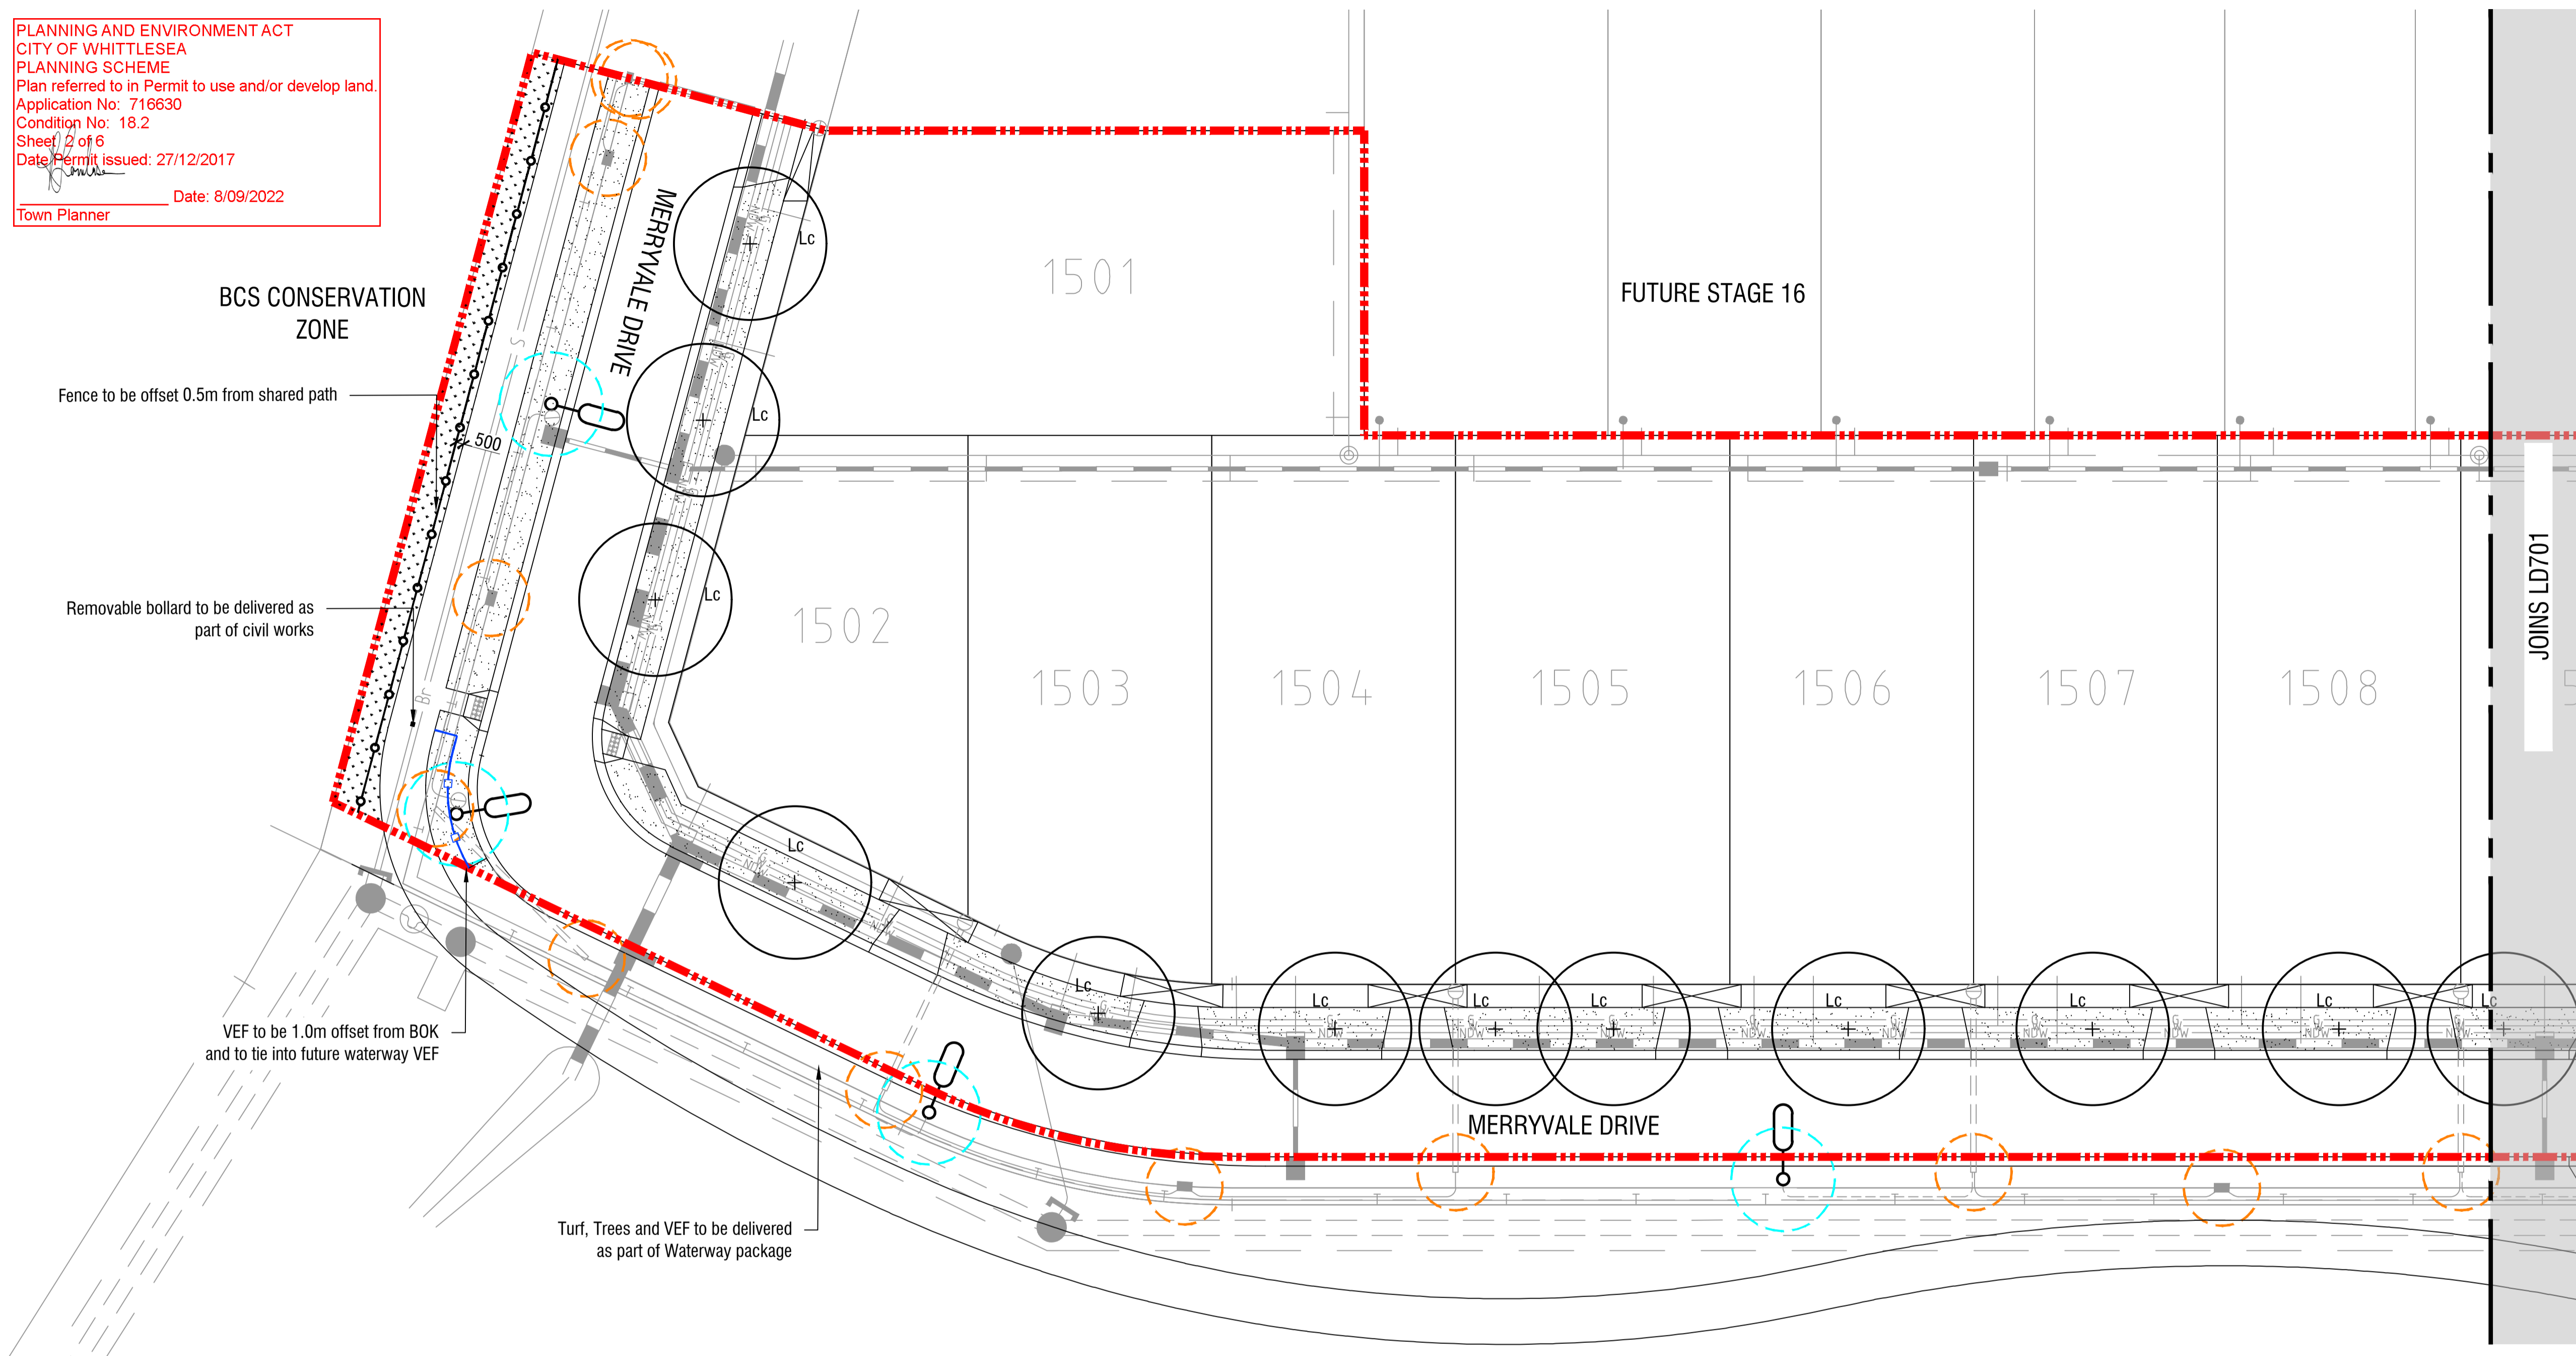 PLANNING AND ENVIRONMENT ACT
CITY OF WHITTLESEA
PLANNING SCHEME
Plan referred to in Permit to use and/or develop land.
Application No: 716630
Condition No: 18.2
Sheet 2 of 6
Date Permit issued: 27/12/2017
Date: 8/09/2022
Town Planner
BCS CONSERVATION
ZONE
MERRYVALE DRIVE
Lc
1501
FUTURE STAGE 16
S
Fence to be offset 0.5m from shared path
500
Lc
Removable bollard to be delivered as
part of civil works
Lc
Br
1502
1503
1504
1505
1506
1507
1508
JOINS LD701
Lc
Lc
Lc
Lc
Lc
Lc
Lc
Lc
Lc
VEF to be 1.0m offset from BOK
and to tie into future waterway VEF
MERRYVALE DRIVE
Turf, Trees and VEF to be delivered
as part of Waterway package